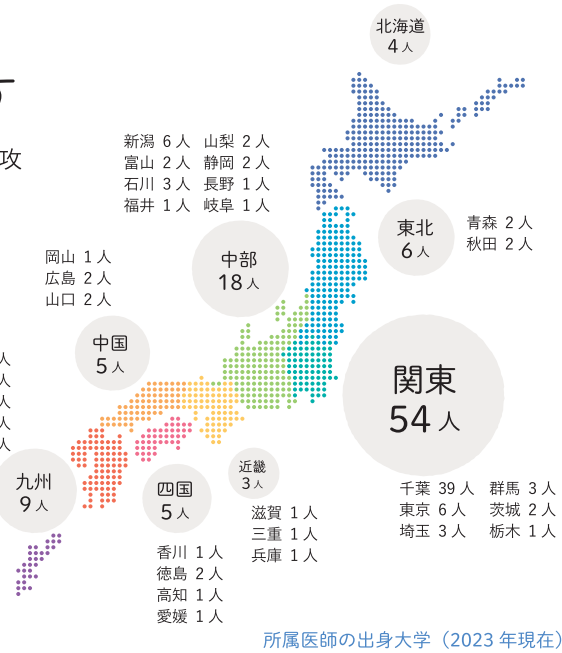 北海道
4人
攻
新潟 6人 山梨 2人
富山 2人 静岡 2人
石川 3人 長野 1人
福井 1人 岐阜 1人
東北
6人
青森 2人
秋田 2人
中部
18人
岡山 1人
広島 2人
山口 2人
中国
5人
関東
54人
千葉 39人 群馬 3人
東京 6人 茨城 2人
埼玉 3人 栃木 1人
人
人
人
人
人
九州
9人
四国
5人
香川 1人
徳島 2人
高知 1人
愛媛 1人
近畿
3人
滋賀 1人
三重 1人
兵庫 1人
所属医師の出身大学（2023年現在）